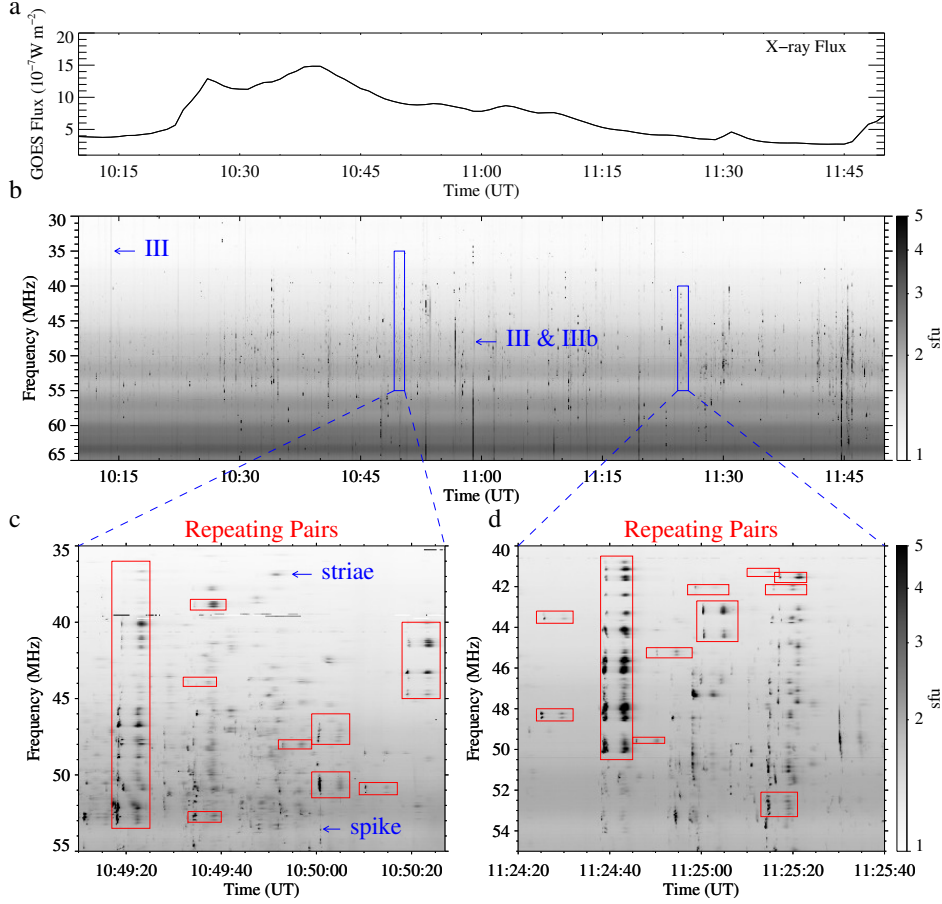 a
GOES Flux (10⁻⁷W m⁻²)
20
15
10
5
X−ray Flux
10:15 10:30 10:45 11:00 11:15 11:30 11:45
Time (UT)
b
Frequency (MHz)
30
35
40
45
50
55
60
65
← III
← III & IIIb
5
4
3
2
1
sfu
10:15 10:30 10:45 11:00 11:15 11:30 11:45
Time (UT)
c
Repeating Pairs
Frequency (MHz)
35
40
45
50
55
← striae
← spike
10:49:20 10:49:40 10:50:00 10:50:20
Time (UT)
d
Repeating Pairs
Frequency (MHz)
40
42
44
46
48
50
52
54
11:24:20 11:24:40 11:25:00 11:25:20 11:25:40
Time (UT)
5
4
3
2
1
sfu